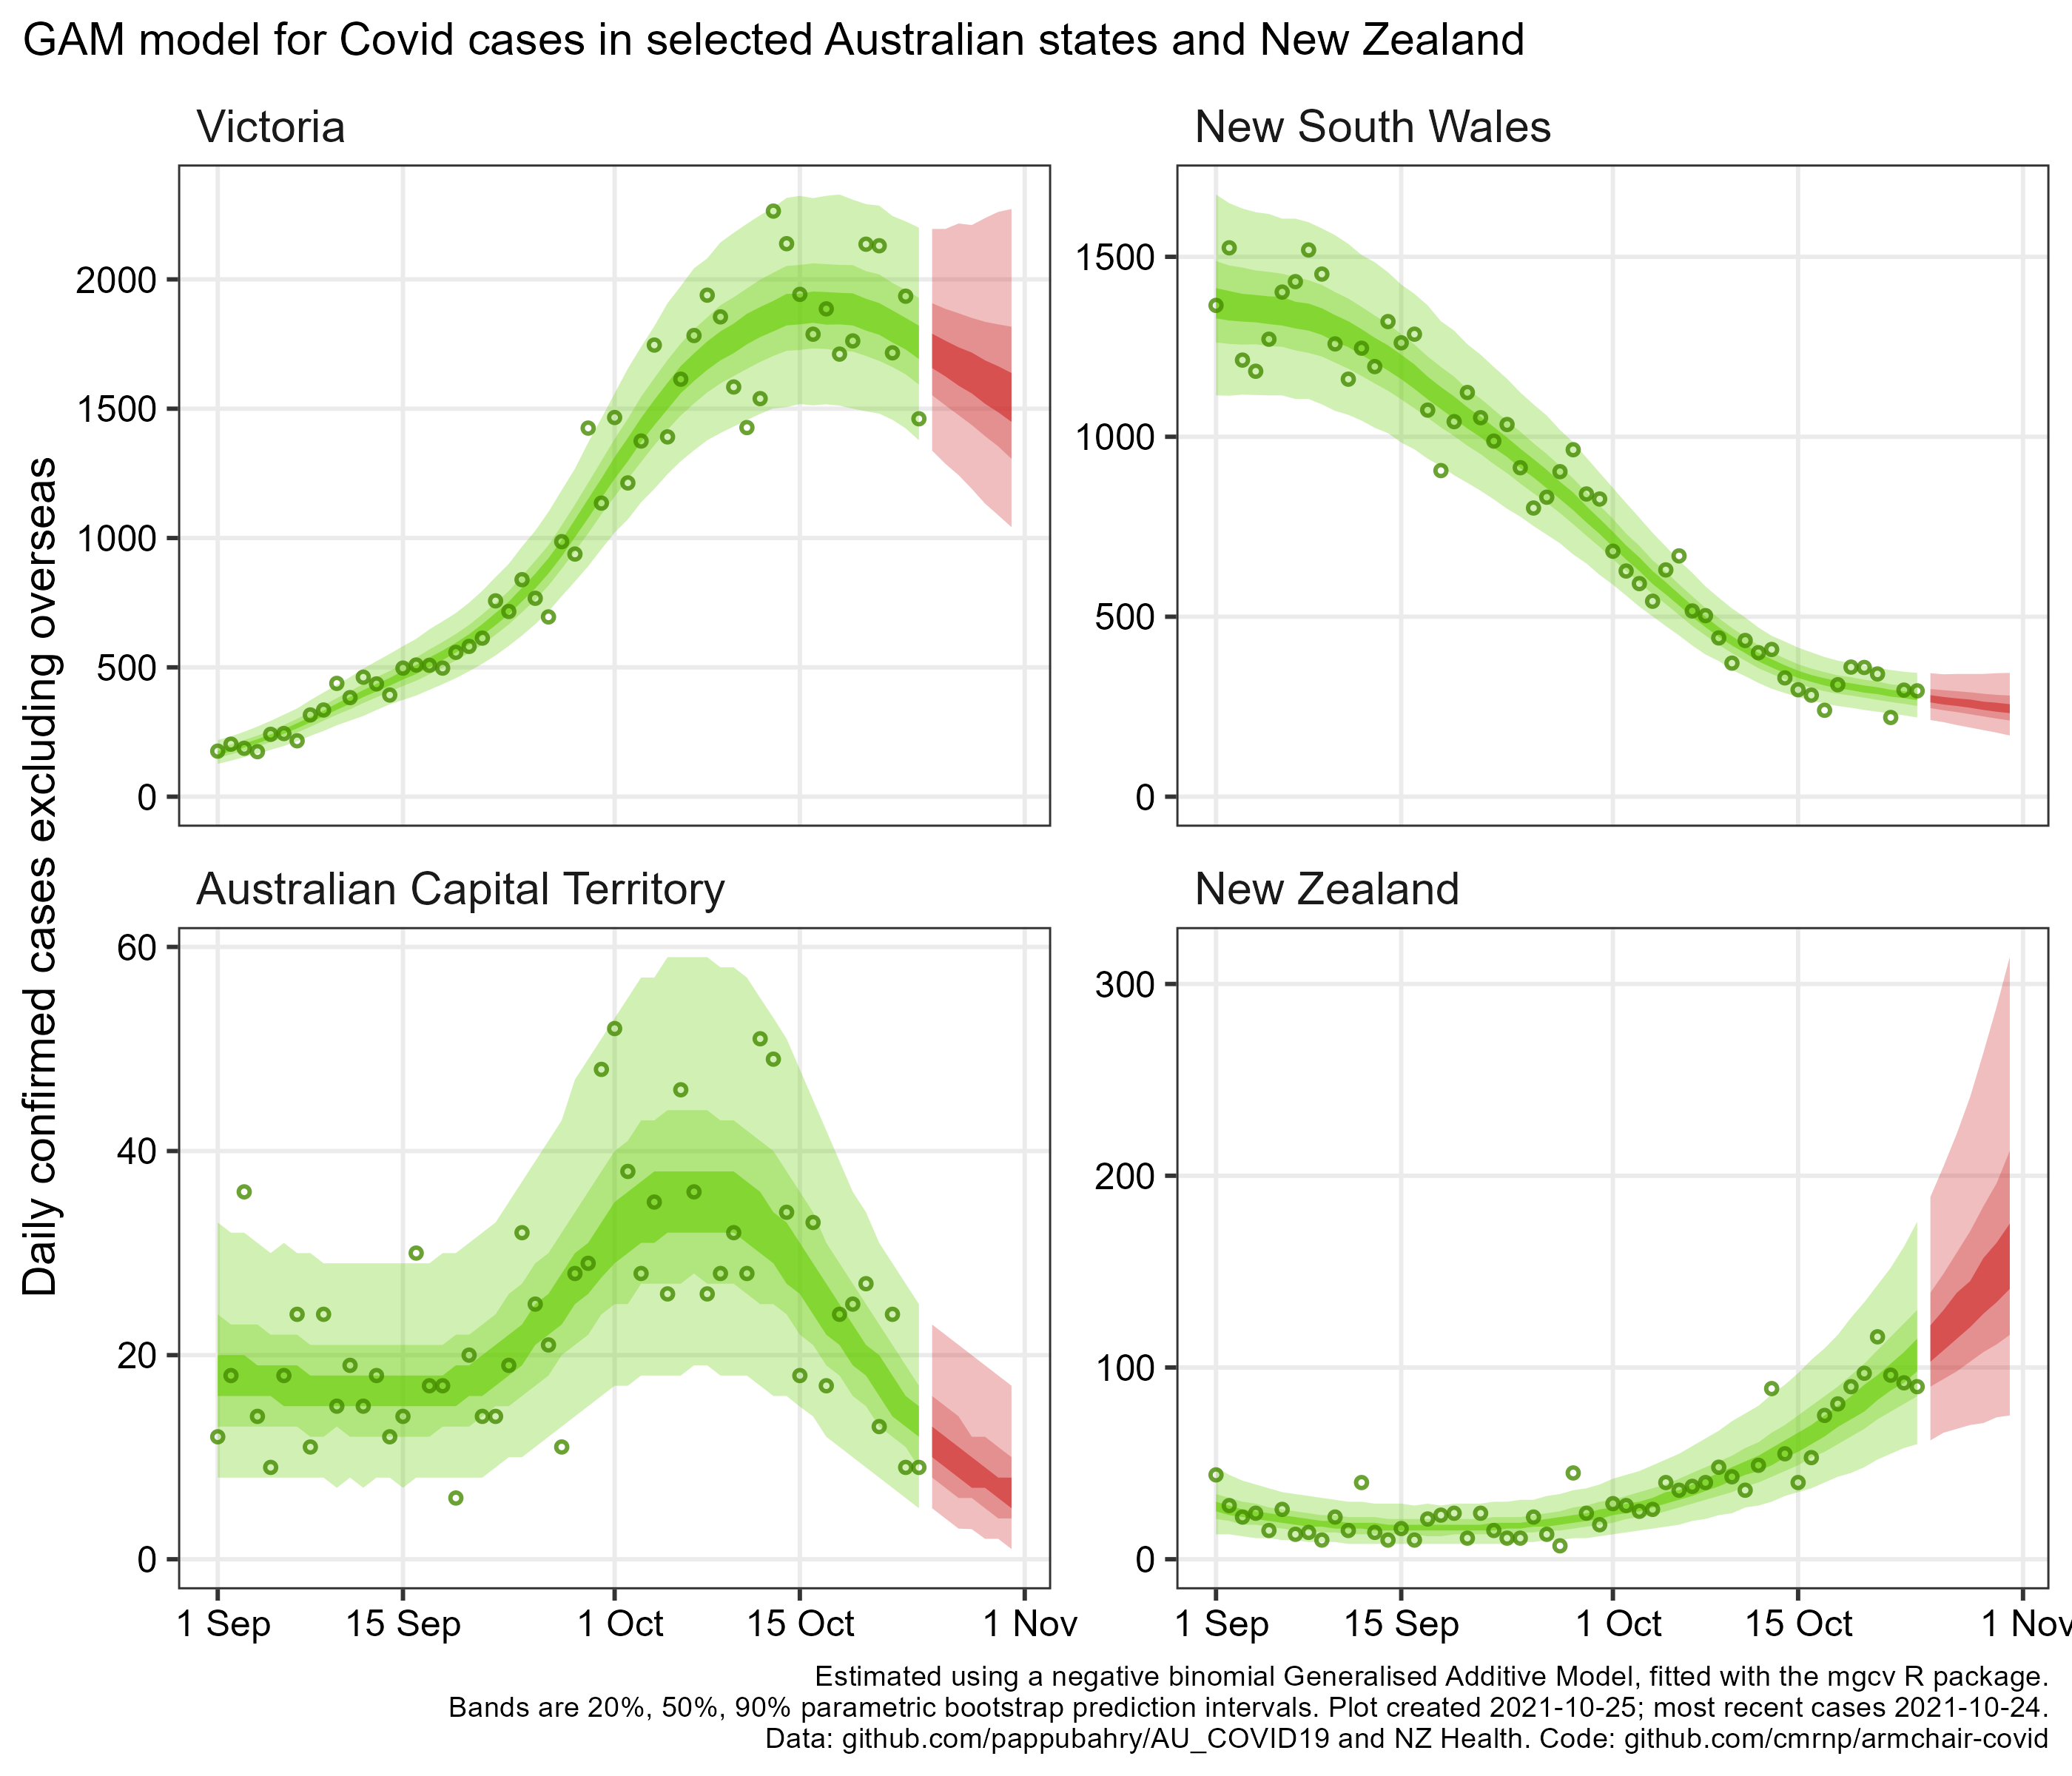 GAM model for Covid cases in selected Australian states and New Zealand
Daily confirmed cases excluding overseas
Victoria
2000
1500
1000
500
0
New South Wales
1500
1000
500
0
Australian Capital Territory
60
40
20
0
1 Sep 15 Sep 1 Oct 15 Oct 1 Nov
New Zealand
300
200
100
0
1 Sep 15 Sep 1 Oct 15 Oct 1 Nov
Estimated using a negative binomial Generalised Additive Model, fitted with the mgcv R package.
Bands are 20%, 50%, 90% parametric bootstrap prediction intervals. Plot created 2021-10-25; most recent cases 2021-10-24.
Data: github.com/pappubahry/AU_COVID19 and NZ Health. Code: github.com/cmrnp/armchair-covid